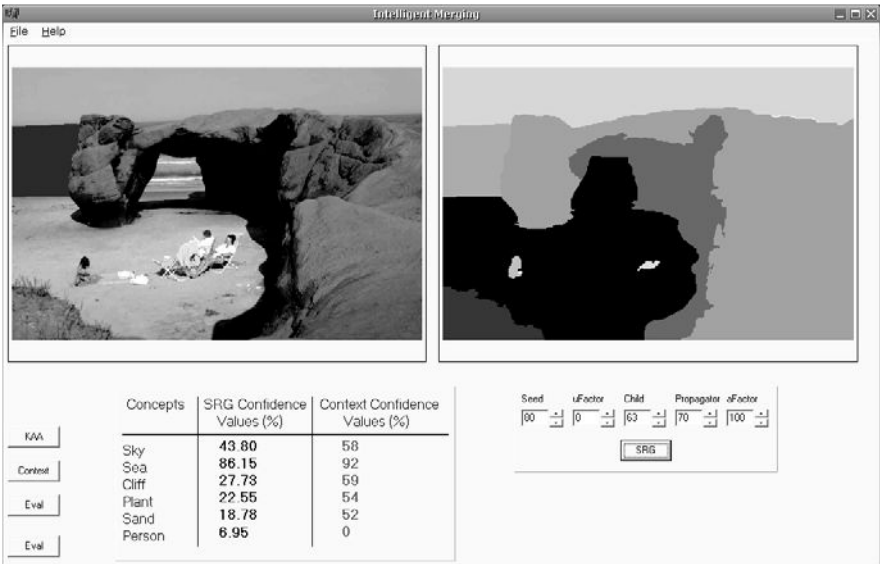 Intelligent Merging
File Help
Concepts SRG Confidence Values (%) Context Confidence Values (%)
Sky 43.80 58
Sea 86.15 92
Cliff 27.73 59
Plant 22.55 54
Sand 18.78 52
Person 6.95 0
KAA
Context
Eval
Eval
Seed uFactor Child Propagator aFactor
80 0 63 70 100
SRG